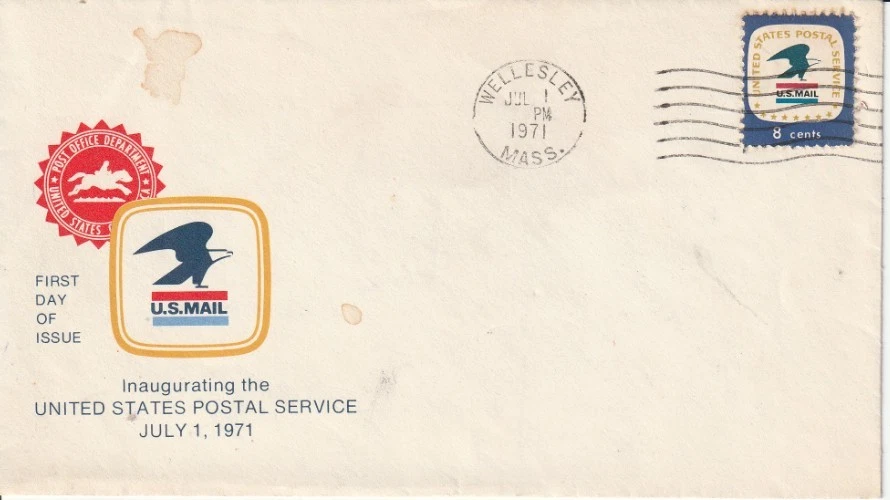 WELLESLEY
JUL 1
PM
1971
MASS.
UNITED STATES POSTAL SERVICE
U.S.MAIL
8 cents
POST OFFICE DEPARTMENT
UNITED STATES
U.S.MAIL
FIRST
DAY
OF
ISSUE
Inaugurating the
UNITED STATES POSTAL SERVICE
JULY 1, 1971